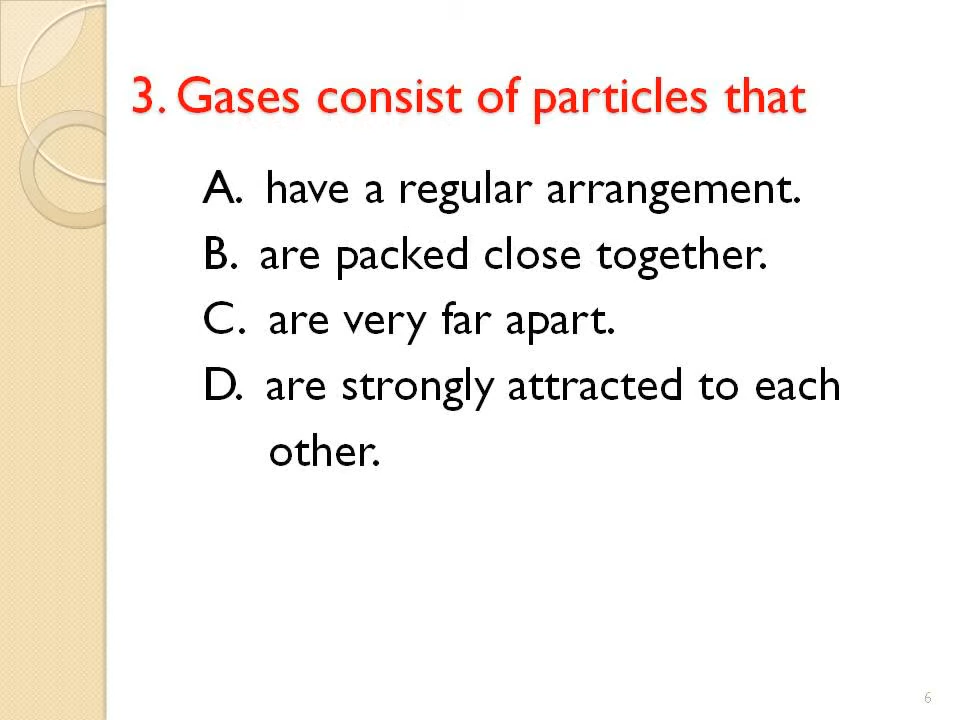 3. Gases consist of particles that
A. have a regular arrangement.
B. are packed close together.
C. are very far apart.
D. are strongly attracted to each
other.
6